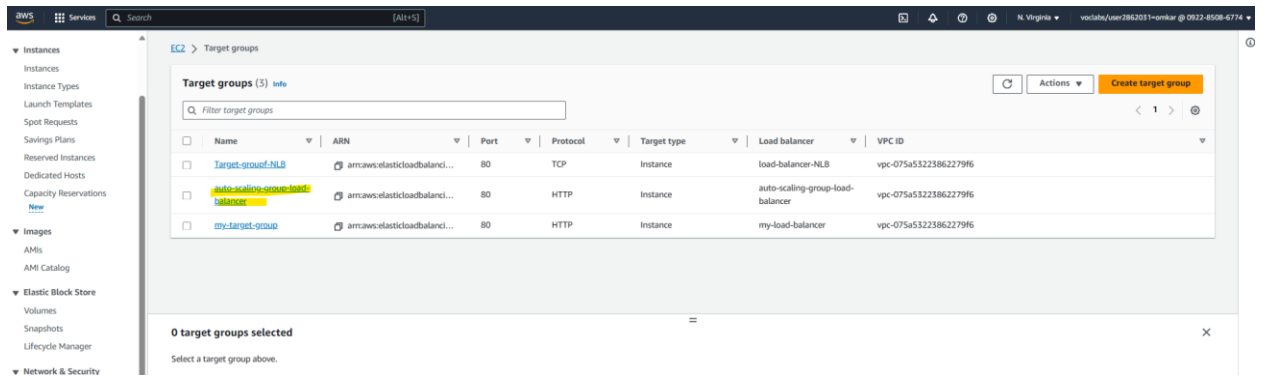 aws Services Search [Alt+S] N. Virginia voclabs/user2862031=omkar @ 0922-8508-6774
Instances
Instances
Instance Types
Launch Templates
Spot Requests
Savings Plans
Reserved Instances
Dedicated Hosts
Capacity Reservations
New
Images
AMIs
AMI Catalog
Elastic Block Store
Volumes
Snapshots
Lifecycle Manager
Network & Security
EC2 > Target groups
Target groups (3) Info
Actions
Create target group
Filter target groups
< 1 >
Name ARN Port Protocol Target type Load balancer VPC ID
Target-groupf-NLB arn:aws:elasticloadbalanci... 80 TCP Instance load-balancer-NLB vpc-075a53223862279f6
auto-scaling-group-load-balancer arn:aws:elasticloadbalanci... 80 HTTP Instance auto-scaling-group-load-balancer vpc-075a53223862279f6
my-target-group arn:aws:elasticloadbalanci... 80 HTTP Instance my-load-balancer vpc-075a53223862279f6
0 target groups selected
Select a target group above.